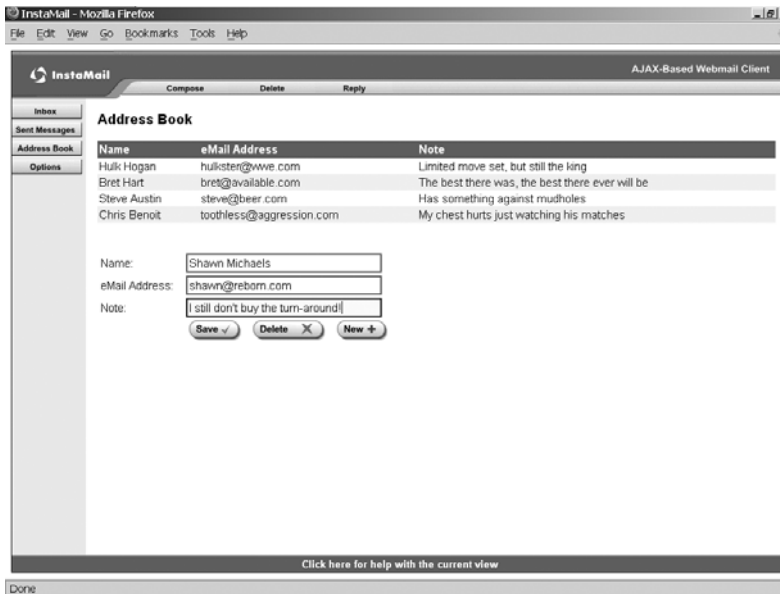 InstaMail - Mozilla Firefox
File Edit View Go Bookmarks Tools Help
InstaMail
AJAX-Based Webmail Client
Compose Delete Reply
Inbox
Sent Messages
Address Book
Options
Address Book
Name eMail Address Note
Hulk Hogan hulkster@wwe.com Limited move set, but still the king
Bret Hart bret@available.com The best there was, the best there ever will be
Steve Austin steve@beer.com Has something against mudholes
Chris Benoit toothless@aggression.com My chest hurts just watching his matches
Name: Shawn Michaels
eMail Address: shawn@reborn.com
Note: I still don't buy the turn-around!
Save Delete New
Click here for help with the current view
Done